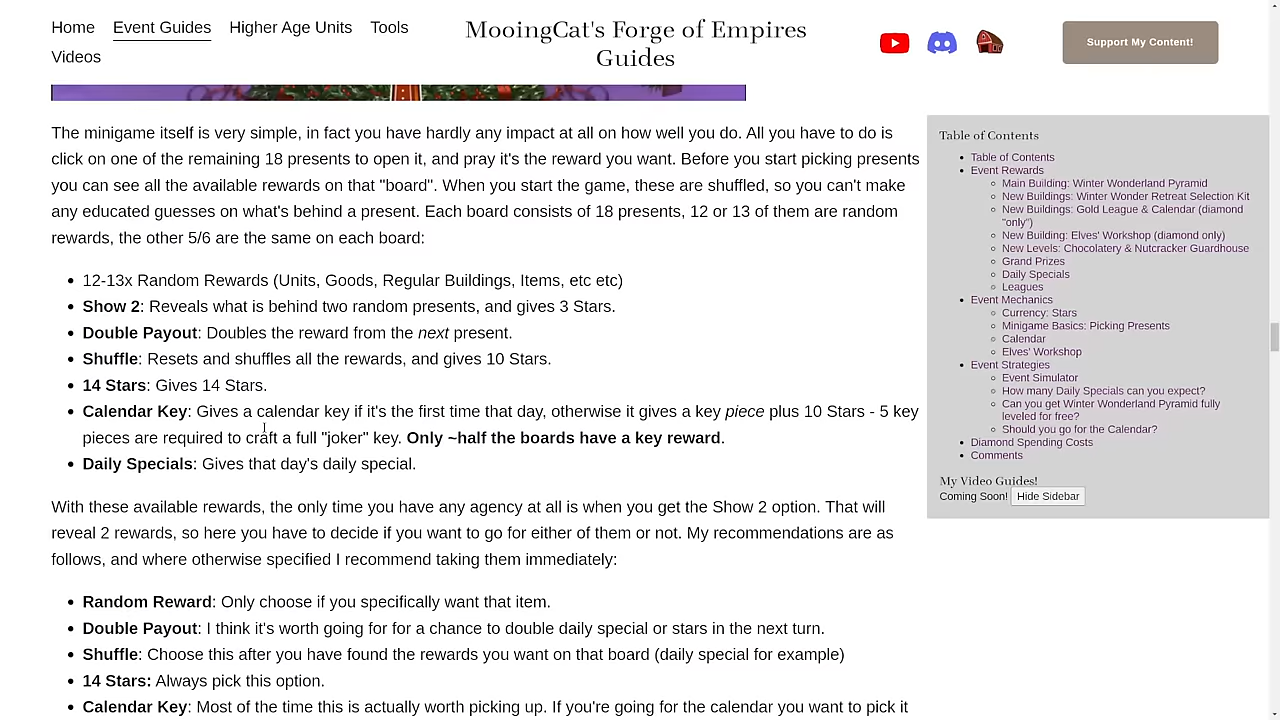 Home Event Guides Higher Age Units Tools
Videos
MooingCat's Forge of Empires
Guides
Support My Content!
The minigame itself is very simple, in fact you have hardly any impact at all on how well you do. All you have to do is
click on one of the remaining 18 presents to open it, and pray it's the reward you want. Before you start picking presents
you can see all the available rewards on that "board". When you start the game, these are shuffled, so you can't make
any educated guesses on what's behind a present. Each board consists of 18 presents, 12 or 13 of them are random
rewards, the other 5/6 are the same on each board:
• 12-13x Random Rewards (Units, Goods, Regular Buildings, Items, etc etc)
• Show 2: Reveals what is behind two random presents, and gives 3 Stars.
• Double Payout: Doubles the reward from the next present.
• Shuffle: Resets and shuffles all the rewards, and gives 10 Stars.
• 14 Stars: Gives 14 Stars.
• Calendar Key: Gives a calendar key if it's the first time that day, otherwise it gives a key piece plus 10 Stars - 5 key
pieces are required to craft a full "joker" key. Only ~half the boards have a key reward.
• Daily Specials: Gives that day's daily special.
With these available rewards, the only time you have any agency at all is when you get the Show 2 option. That will
reveal 2 rewards, so here you have to decide if you want to go for either of them or not. My recommendations are as
follows, and where otherwise specified I recommend taking them immediately:
• Random Reward: Only choose if you specifically want that item.
• Double Payout: I think it's worth going for for a chance to double daily special or stars in the next turn.
• Shuffle: Choose this after you have found the rewards you want on that board (daily special for example)
• 14 Stars: Always pick this option.
• Calendar Key: Most of the time this is actually worth picking up. If you're going for the calendar you want to pick it
Table of Contents
• Table of Contents
• Event Rewards
◦ Main Building: Winter Wonderland Pyramid
◦ New Buildings: Winter Wonder Retreat Selection Kit
◦ New Buildings: Gold League & Calendar (diamond
"only")
◦ New Building: Elves' Workshop (diamond only)
◦ New Levels: Chocolatery & Nutcracker Guardhouse
◦ Grand Prizes
◦ Daily Specials
◦ Leagues
• Event Mechanics
◦ Currency: Stars
◦ Minigame Basics: Picking Presents
◦ Calendar
◦ Elves' Workshop
• Event Strategies
◦ Event Simulator
◦ How many Daily Specials can you expect?
◦ Can you get Winter Wonderland Pyramid fully
leveled for free?
◦ Should you go for the Calendar?
• Diamond Spending Costs
• Comments
My Video Guides!
Coming Soon! Hide Sidebar